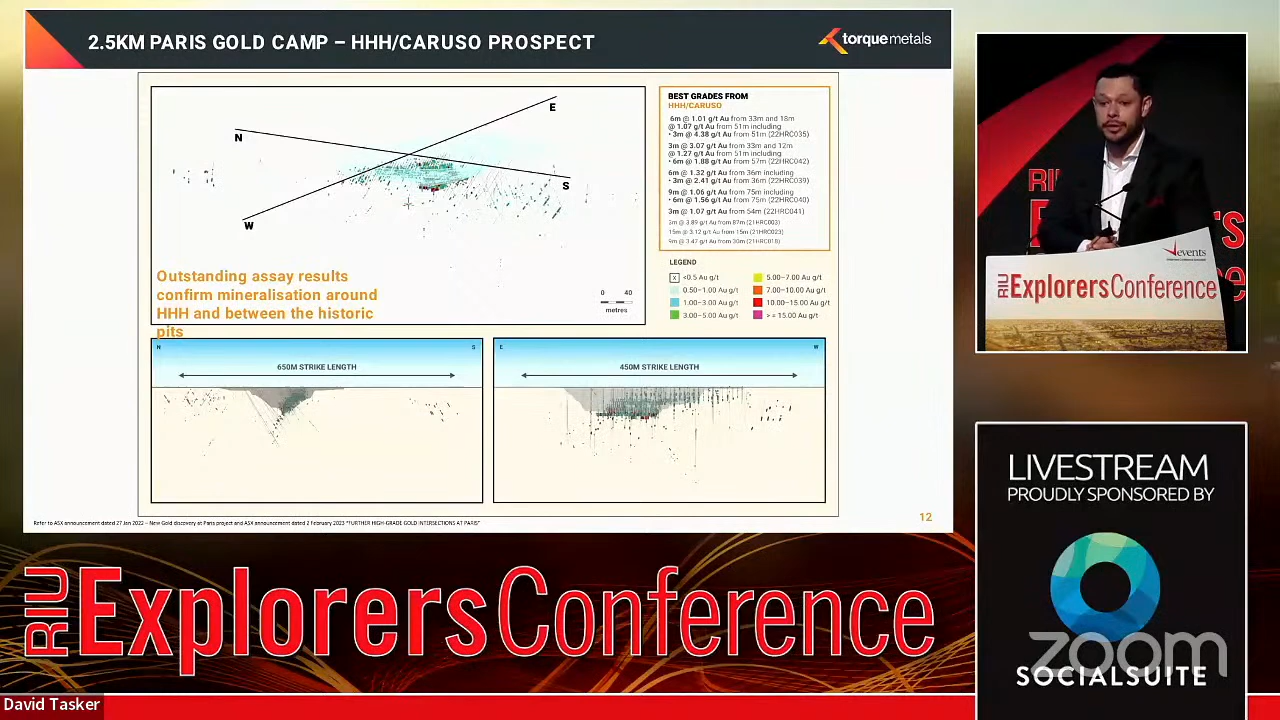 2.5KM PARIS GOLD CAMP – HHH/CARUSO PROSPECT
torquemetals
N
E
S
W
Outstanding assay results
confirm mineralisation around
HHH and between the historic
pits
0 40
metres
BEST GRADES FROM
HHH/CARUSO
6m @ 1.01 g/t Au from 33m and 18m
@ 1.07 g/t Au from 51m including
• 3m @ 4.38 g/t Au from 51m (22HRC035)
3m @ 3.07 g/t Au from 33m and 12m
@ 1.27 g/t Au from 51m including
• 6m @ 1.88 g/t Au from 57m (22HRC042)
6m @ 1.32 g/t Au from 36m including
• 3m @ 2.41 g/t Au from 36m (22HRC039)
9m @ 1.06 g/t Au from 75m including
• 6m @ 1.56 g/t Au from 75m (22HRC040)
3m @ 1.07 g/t Au from 54m (22HRC041)
3m @ 3.89 g/t Au from 87m (21HRC003)
15m @ 3.12 g/t Au from 15m (21HRC023)
9m @ 3.47 g/t Au from 30m (21HRC018)
LEGEND
x <0.5 Au g/t
0.50–1.00 Au g/t
1.00–3.00 Au g/t
3.00–5.00 Au g/t
5.00–7.00 Au g/t
7.00–10.00 Au g/t
10.00–15.00 Au g/t
> = 15.00 Au g/t
N S
650M STRIKE LENGTH
E W
450M STRIKE LENGTH
Refer to ASX announcement dated 27 Jan 2022 – New Gold discovery at Paris project and ASX announcement dated 2 february 2023 "FURTHER HIGH-GRADE GOLD INTERSECTIONS AT PARIS"
12
RIU
events
RIU ExplorersConference
LIVESTREAM
PROUDLY SPONSORED BY
zoom
SOCIALSUITE
RIU ExplorersConference
David Tasker